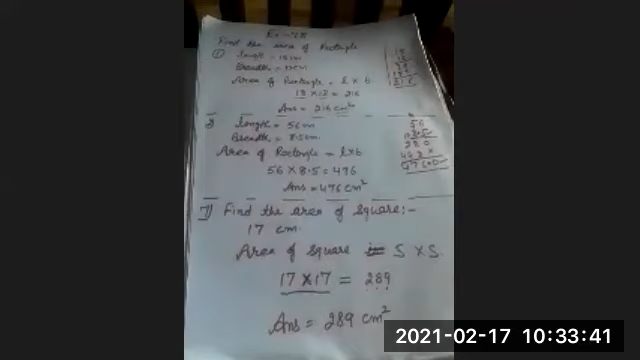 Find the area of Rectangle
① Length = 18 cm
Breadth = 12 cm
Area of Rectangle = l x b
18 x 12 = 216
Ans = 216 cm²
2 Length = 56 m
Breadth = 8.5 cm
Area of Rectangle = l x b
56 x 8.5 = 476
Ans = 476 cm²
7) Find the area of Square:-
17 cm.
Area of Square = S x S
17 x 17 = 289
Ans = 289 cm²
2021-02-17 10:33:41